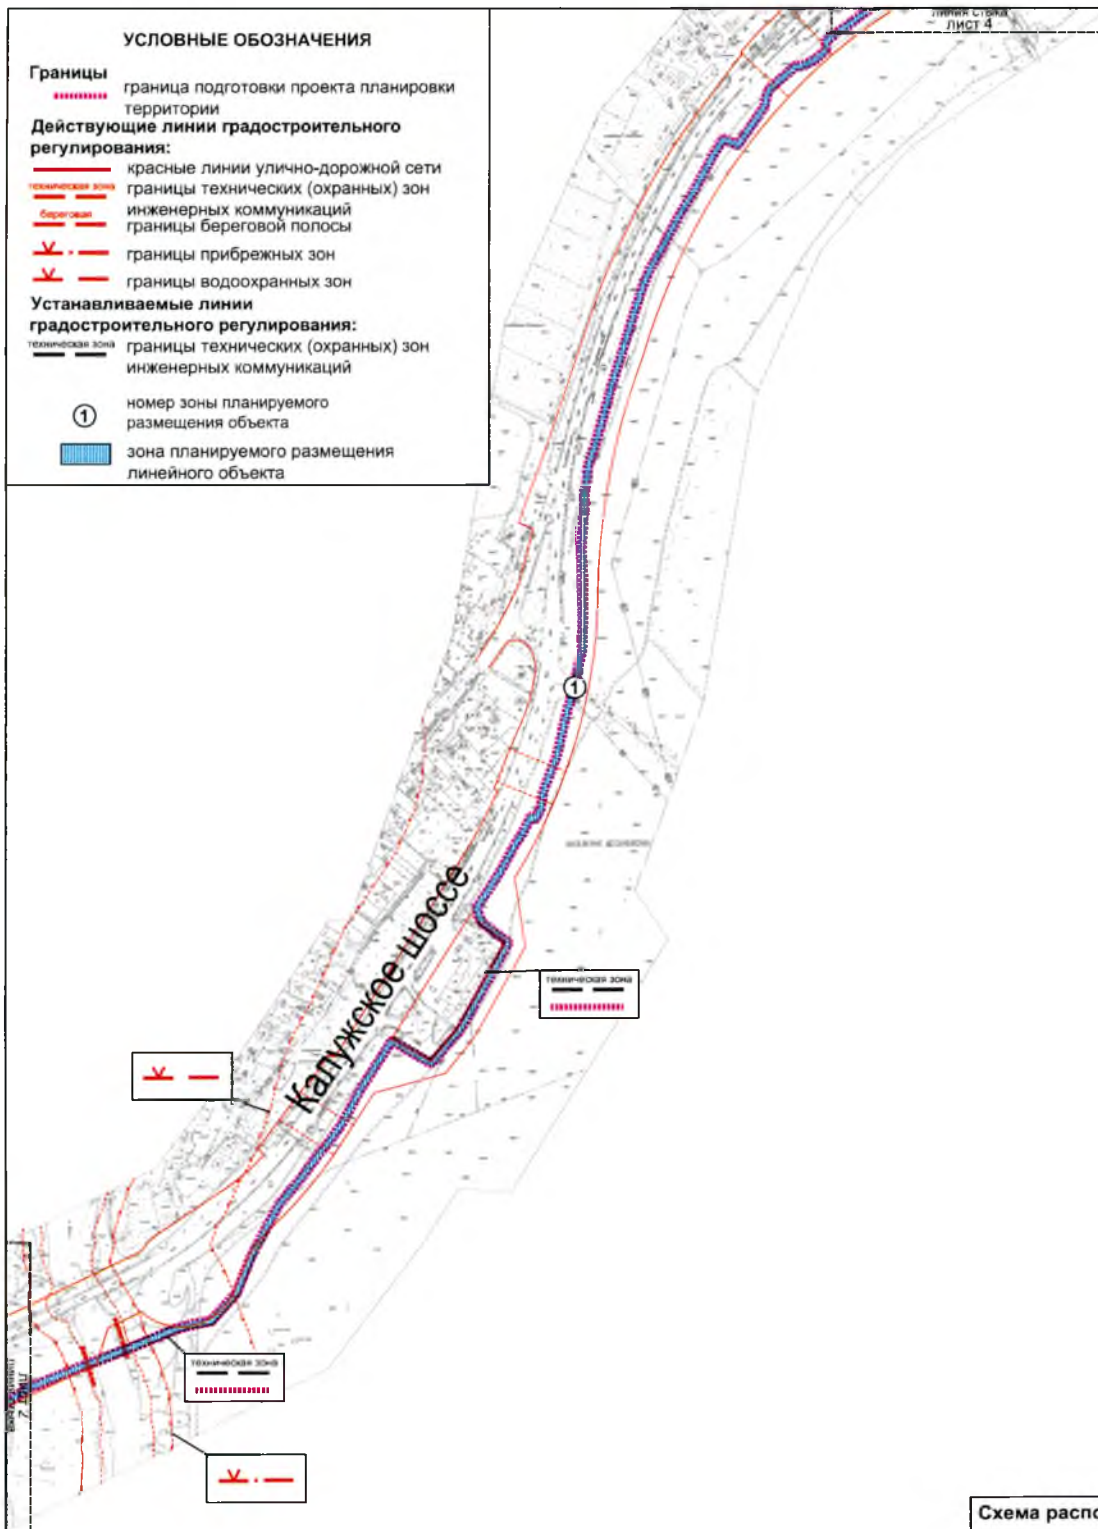 УСЛОВНЫЕ ОБОЗНАЧЕНИЯ
Границы
граница подготовки проекта планировки
территории
Действующие линии градостроительного
регулирования:
красные линии улично-дорожной сети
техническая зона
границы технических (охранных) зон
инженерных коммуникаций
береговая
границы береговой полосы
границы прибрежных зон
границы водоохранных зон
Устанавливаемые линии
градостроительного регулирования:
техническая зона
границы технических (охранных) зон
инженерных коммуникаций
1
номер зоны планируемого
размещения объекта
зона планируемого размещения
линейного объекта
линия стыка
лист 4
1
Калужское шоссе
техническая зона
техническая зона
лист 2
Схема распо